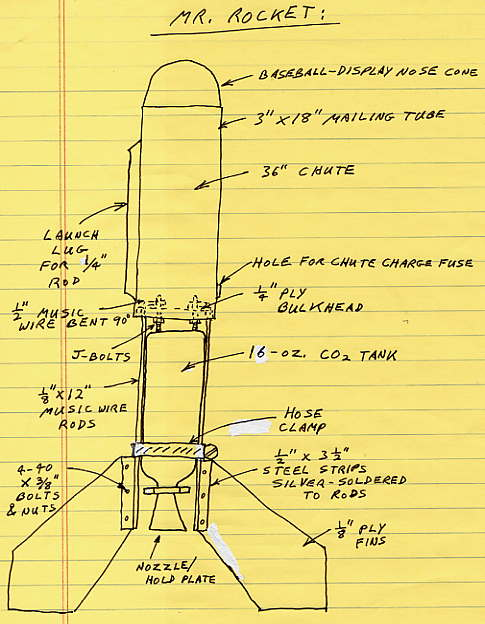 MR. ROCKET:
BASEBALL-DISPLAY NOSE CONE
3" X 18" MAILING TUBE
36" CHUTE
LAUNCH
LUG
FOR 1/4"
ROD
HOLE FOR CHUTE CHARGE FUSE
1/2" MUSIC
WIRE BENT 90°
1/4" PLY
BULKHEAD
J-BOLTS
16-OZ. CO2 TANK
1/8" X 12"
MUSIC WIRE
RODS
HOSE
CLAMP
4-40
X 3/8"
BOLTS
& NUTS
1/2" X 3 1/2"
STEEL STRIPS
SILVER-SOLDERED
TO RODS
1/8" PLY
FINS
NOZZLE/
HOLD PLATE